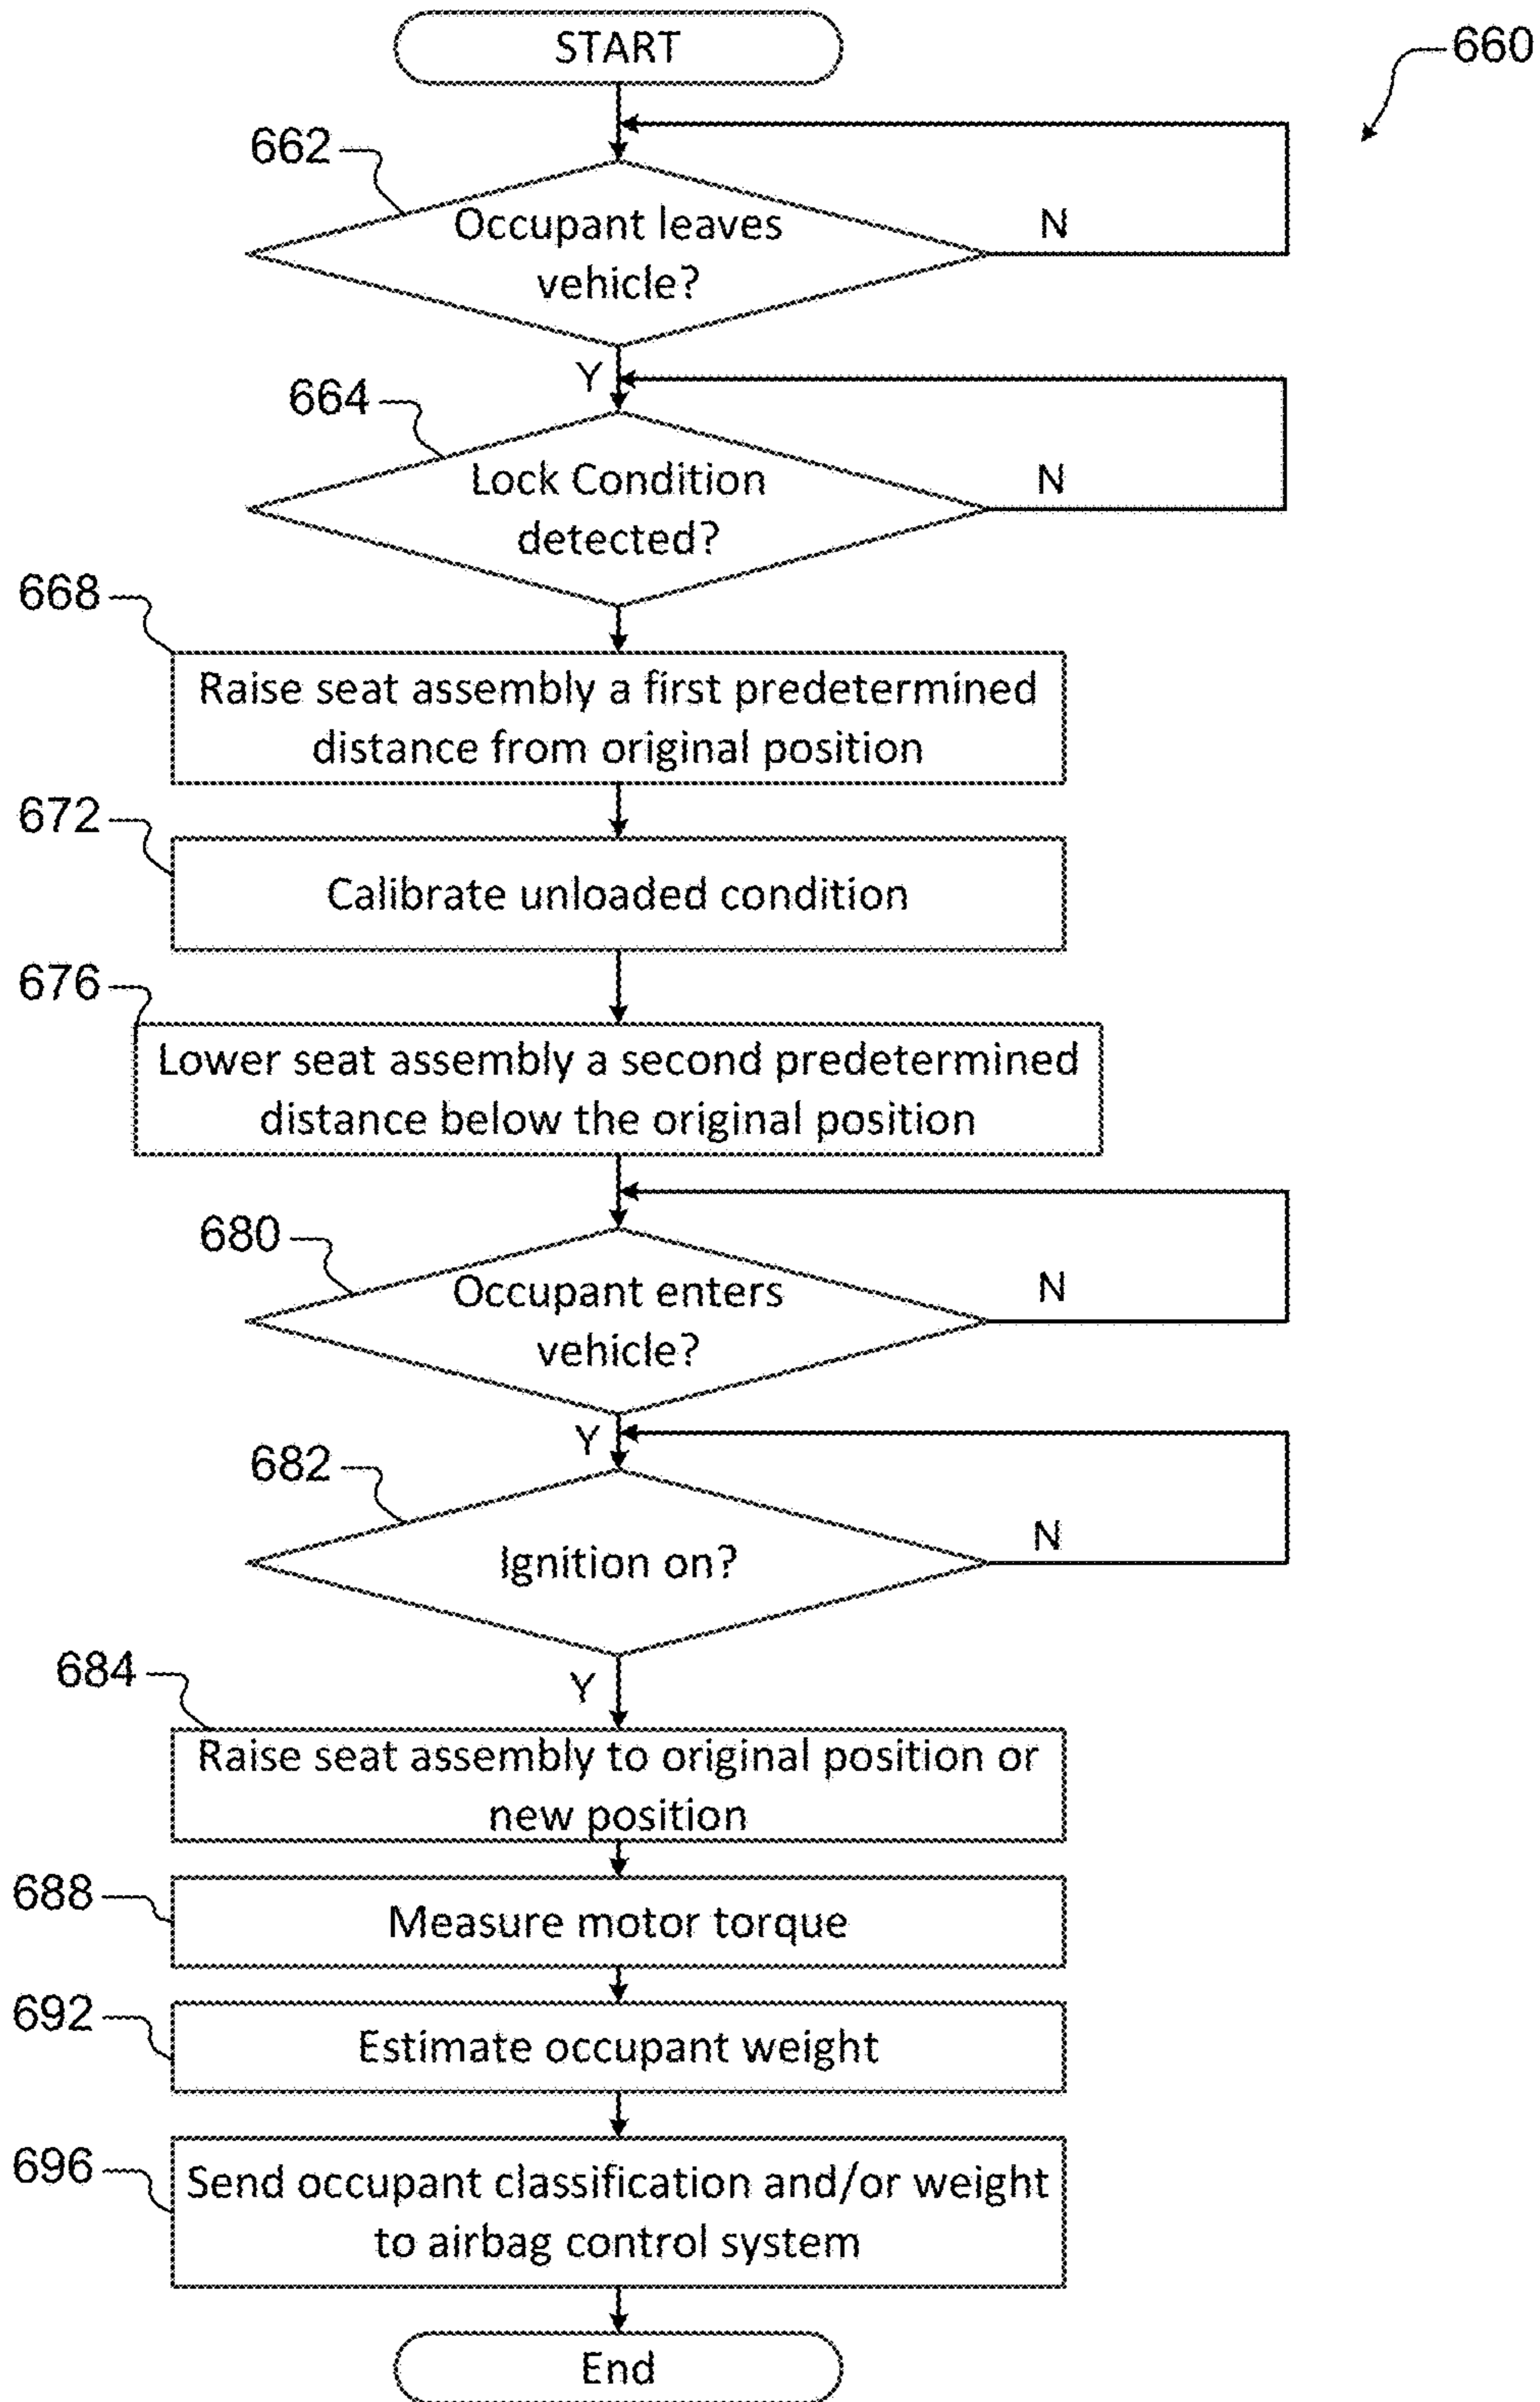 START
660
662
Occupant leaves
vehicle?
N
Y
664
Lock Condition
detected?
N
668
Raise seat assembly a first predetermined
distance from original position
672
Calibrate unloaded condition
676
Lower seat assembly a second predetermined
distance below the original position
680
Occupant enters
vehicle?
N
Y
682
Ignition on?
N
Y
684
Raise seat assembly to original position or
new position
688
Measure motor torque
692
Estimate occupant weight
696
Send occupant classification and/or weight
to airbag control system
End